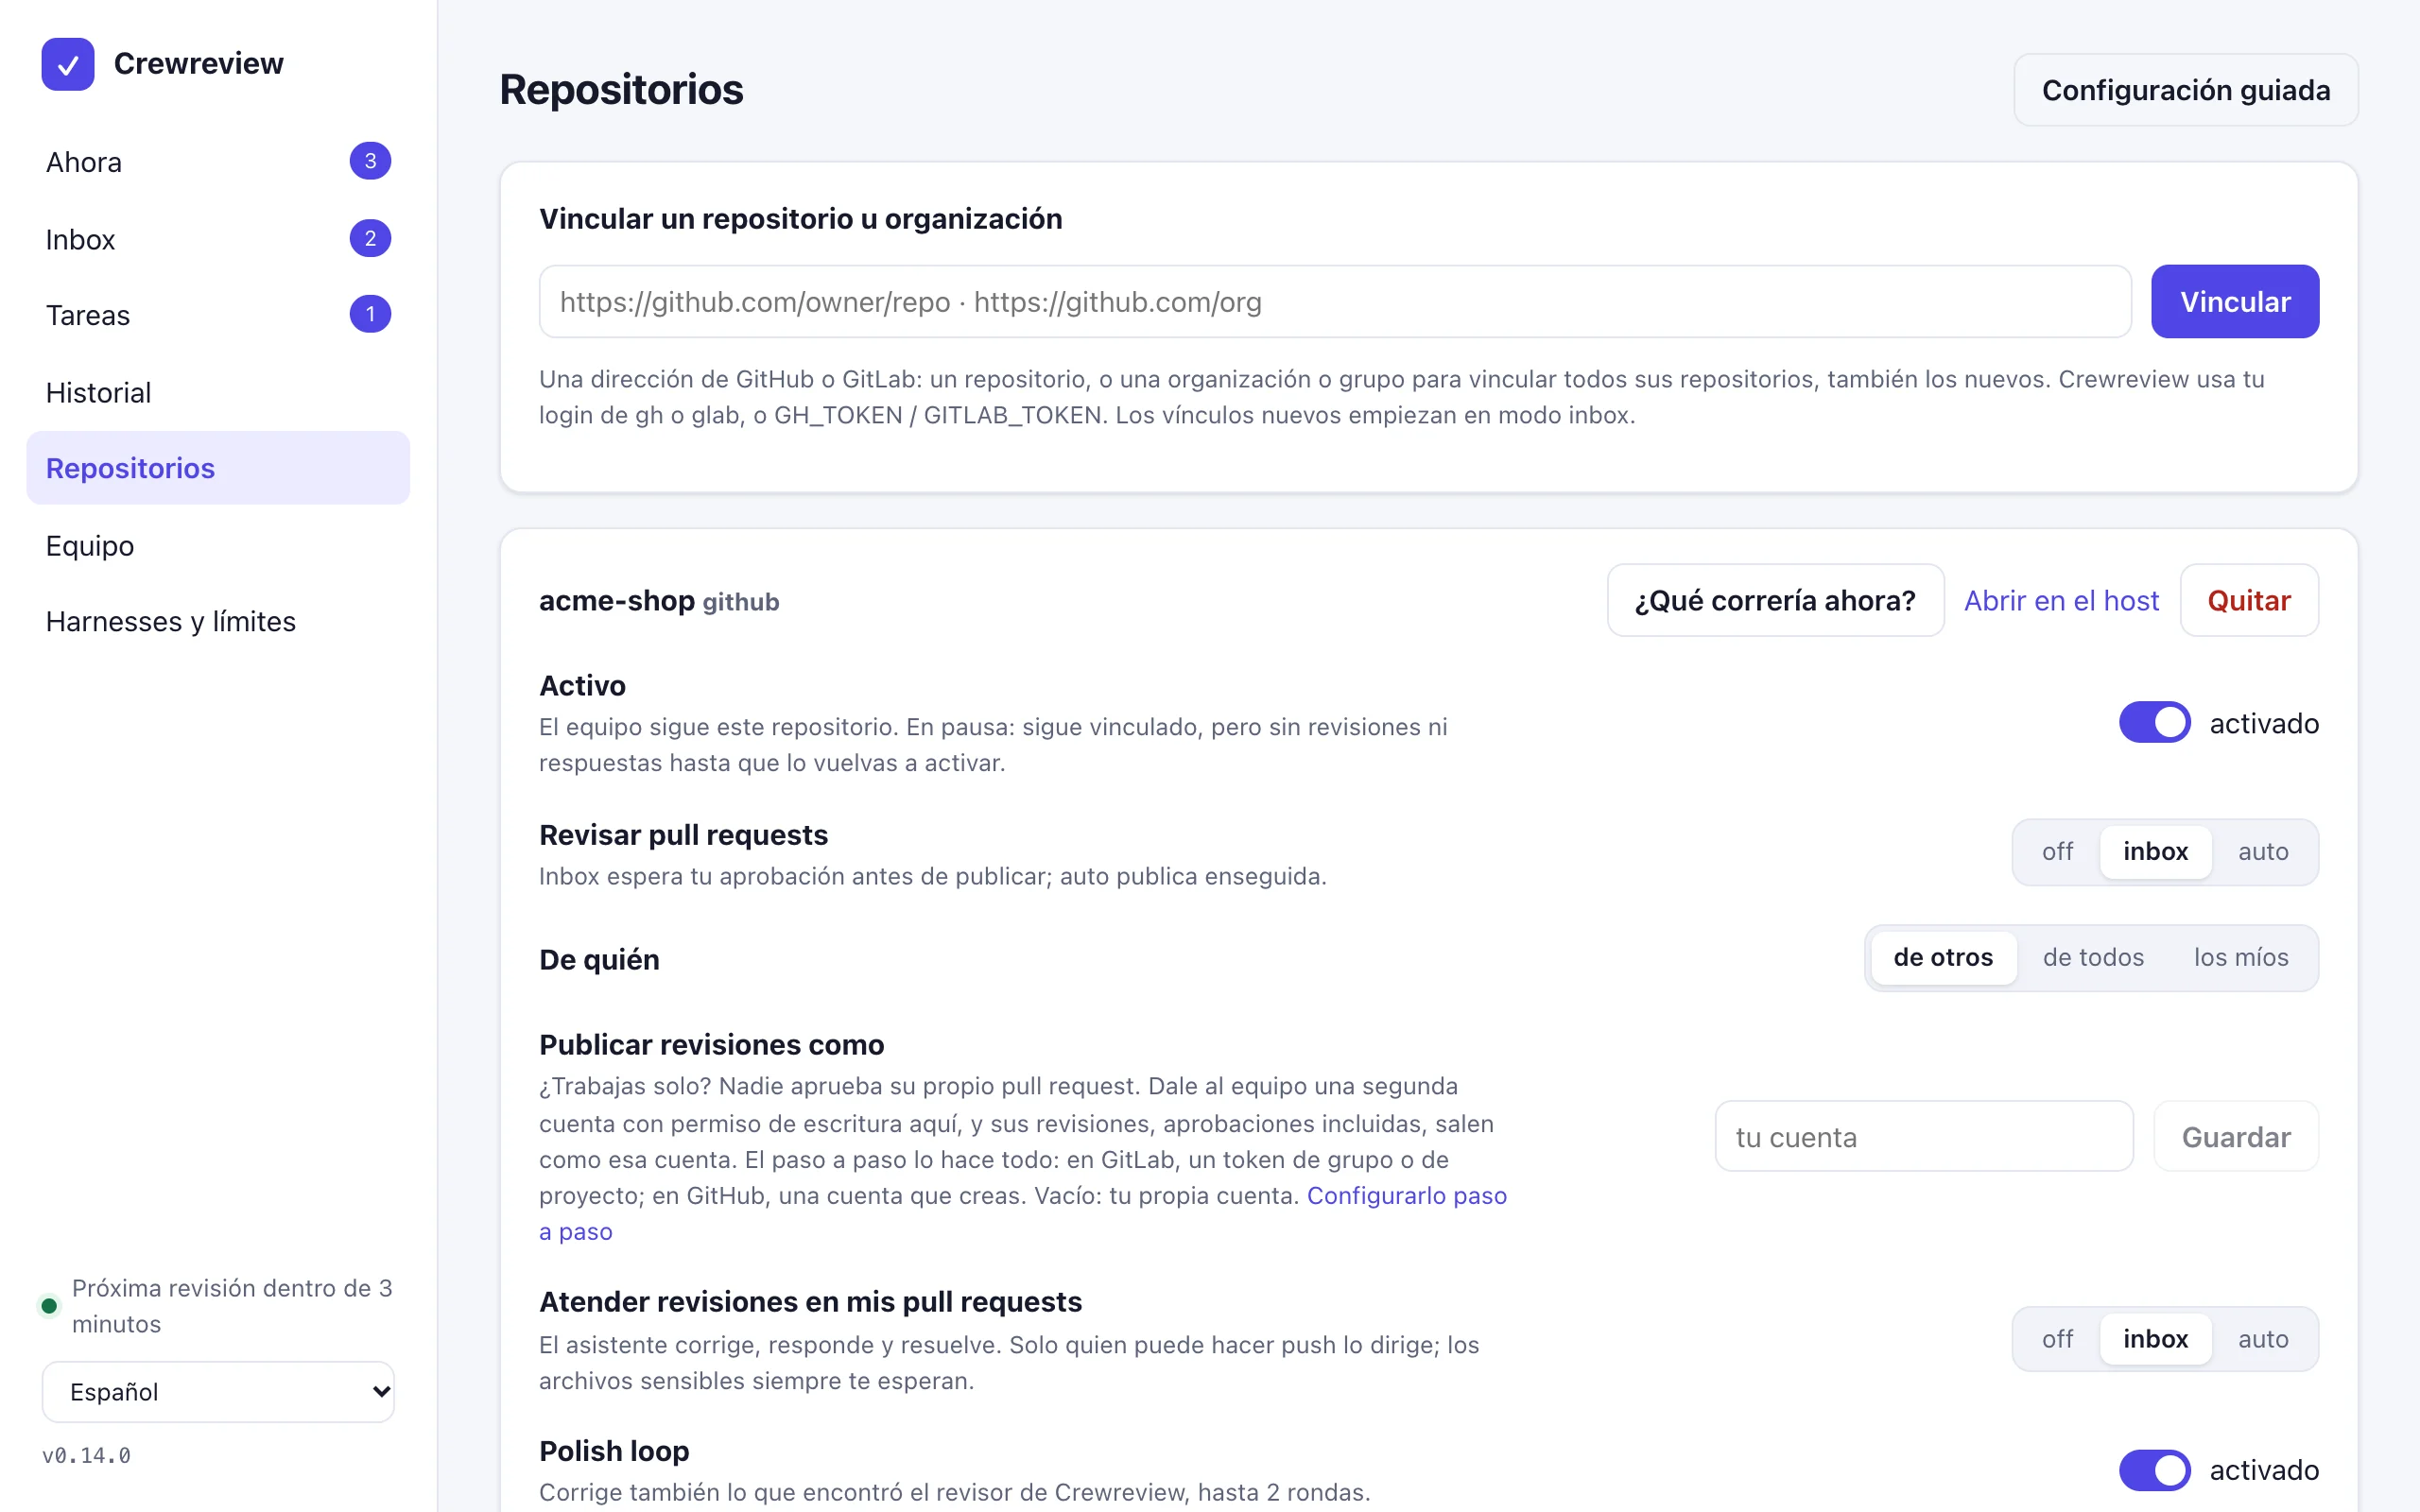 Crewreview
Ahora 3
Inbox 2
Tareas 1
Historial
Repositorios
Equipo
Harnesses y límites
Próxima revisión dentro de 3
minutos
Español
v0.14.0
Repositorios
Configuración guiada
Vincular un repositorio u organización
https://github.com/owner/repo · https://github.com/org
Vincular
Una dirección de GitHub o GitLab: un repositorio, o una organización o grupo para vincular todos sus repositorios, también los nuevos. Crewreview usa tu
login de gh o glab, o GH_TOKEN / GITLAB_TOKEN. Los vínculos nuevos empiezan en modo inbox.
acme-shop github
¿Qué correría ahora?
Abrir en el host
Quitar
Activo
El equipo sigue este repositorio. En pausa: sigue vinculado, pero sin revisiones ni
respuestas hasta que lo vuelvas a activar.
activado
Revisar pull requests
Inbox espera tu aprobación antes de publicar; auto publica enseguida.
off inbox auto
De quién
de otros de todos los míos
Publicar revisiones como
¿Trabajas solo? Nadie aprueba su propio pull request. Dale al equipo una segunda
cuenta con permiso de escritura aquí, y sus revisiones, aprobaciones incluidas, salen
como esa cuenta. El paso a paso lo hace todo: en GitLab, un token de grupo o de
proyecto; en GitHub, una cuenta que creas. Vacío: tu propia cuenta. Configurarlo paso
a paso
tu cuenta
Guardar
Atender revisiones en mis pull requests
El asistente corrige, responde y resuelve. Solo quien puede hacer push lo dirige; los
archivos sensibles siempre te esperan.
off inbox auto
Polish loop
Corrige también lo que encontró el revisor de Crewreview, hasta 2 rondas.
activado